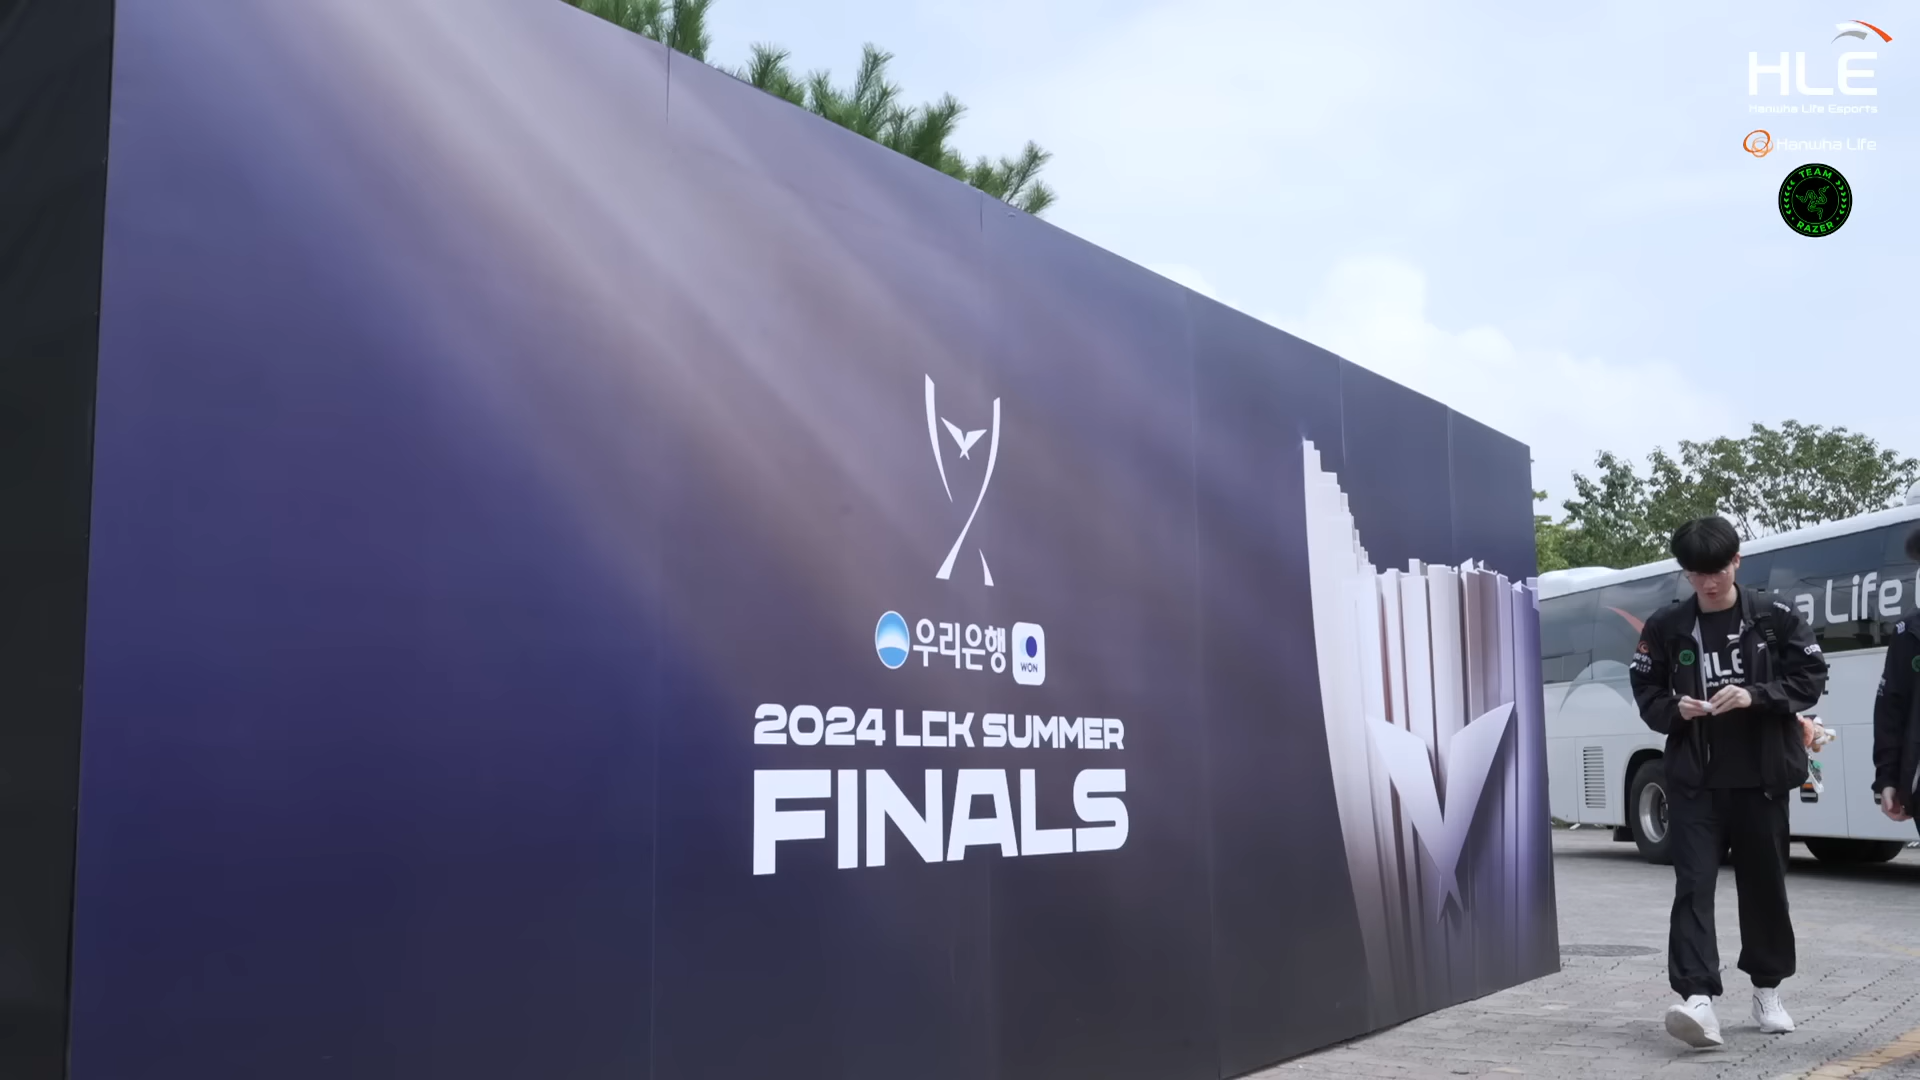 우리은행
WON
2024 LCK SUMMER
FINALS
HLE
Hanwha Life Esports
Hanwha Life
TEAM
RAZER
Life
HLE